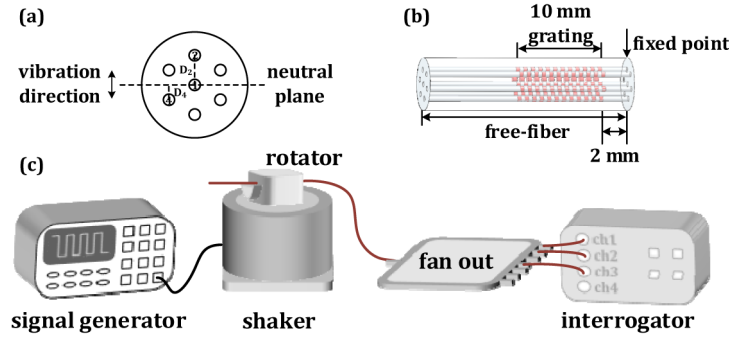 (a)
vibration
direction
2
D2
1
D4
4
neutral
plane
(b)
10 mm
grating
fixed point
free-fiber
2 mm
(c)
rotator
signal generator
shaker
fan out
ch1
ch2
ch3
ch4
interrogator